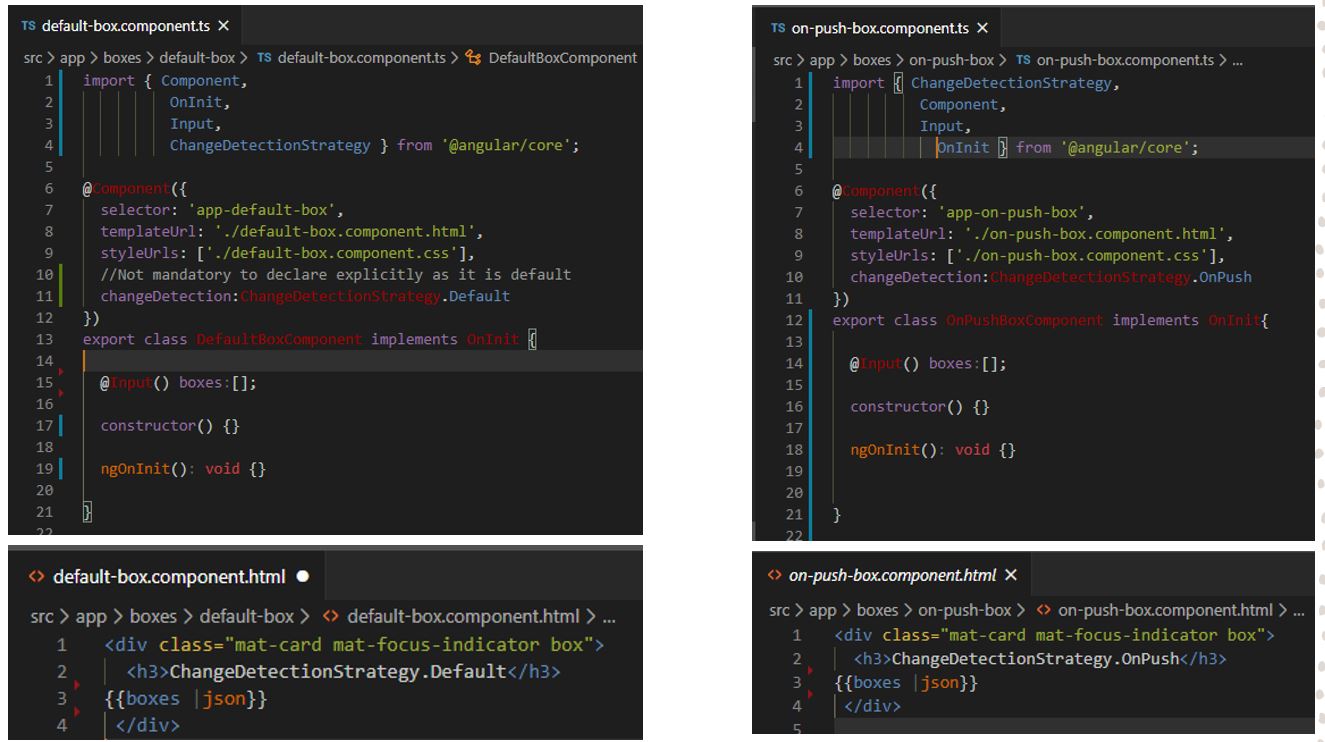 TS default-box.component.ts ×
src > app > boxes > default-box > TS default-box.component.ts > DefaultBoxComponent
1 import { Component,
2 OnInit,
3 Input,
4 ChangeDetectionStrategy } from '@angular/core';
5
6 @Component({
7 selector: 'app-default-box',
8 templateUrl: './default-box.component.html',
9 styleUrls: ['./default-box.component.css'],
10 //Not mandatory to declare explicitly as it is default
11 changeDetection:ChangeDetectionStrategy.Default
12 })
13 export class DefaultBoxComponent implements OnInit {
14
15 @Input() boxes:[];
16
17 constructor() {}
18
19 ngOnInit(): void {}
20
21 }
22
TS on-push-box.component.ts ×
src > app > boxes > on-push-box > TS on-push-box.component.ts > ...
1 import { ChangeDetectionStrategy,
2 Component,
3 Input,
4 OnInit } from '@angular/core';
5
6 @Component({
7 selector: 'app-on-push-box',
8 templateUrl: './on-push-box.component.html',
9 styleUrls: ['./on-push-box.component.css'],
10 changeDetection:ChangeDetectionStrategy.OnPush
11 })
12 export class OnPushBoxComponent implements OnInit{
13
14 @Input() boxes:[];
15
16 constructor() {}
17
18 ngOnInit(): void {}
19
20
21 }
22
<> default-box.component.html ●
src > app > boxes > default-box > <> default-box.component.html > ...
1 <div class="mat-card mat-focus-indicator box">
2 <h3>ChangeDetectionStrategy.Default</h3>
3 {{boxes |json}}
4 </div>
<> on-push-box.component.html ×
src > app > boxes > on-push-box > <> on-push-box.component.html > ...
1 <div class="mat-card mat-focus-indicator box">
2 <h3>ChangeDetectionStrategy.OnPush</h3>
3 {{boxes |json}}
4 </div>
5